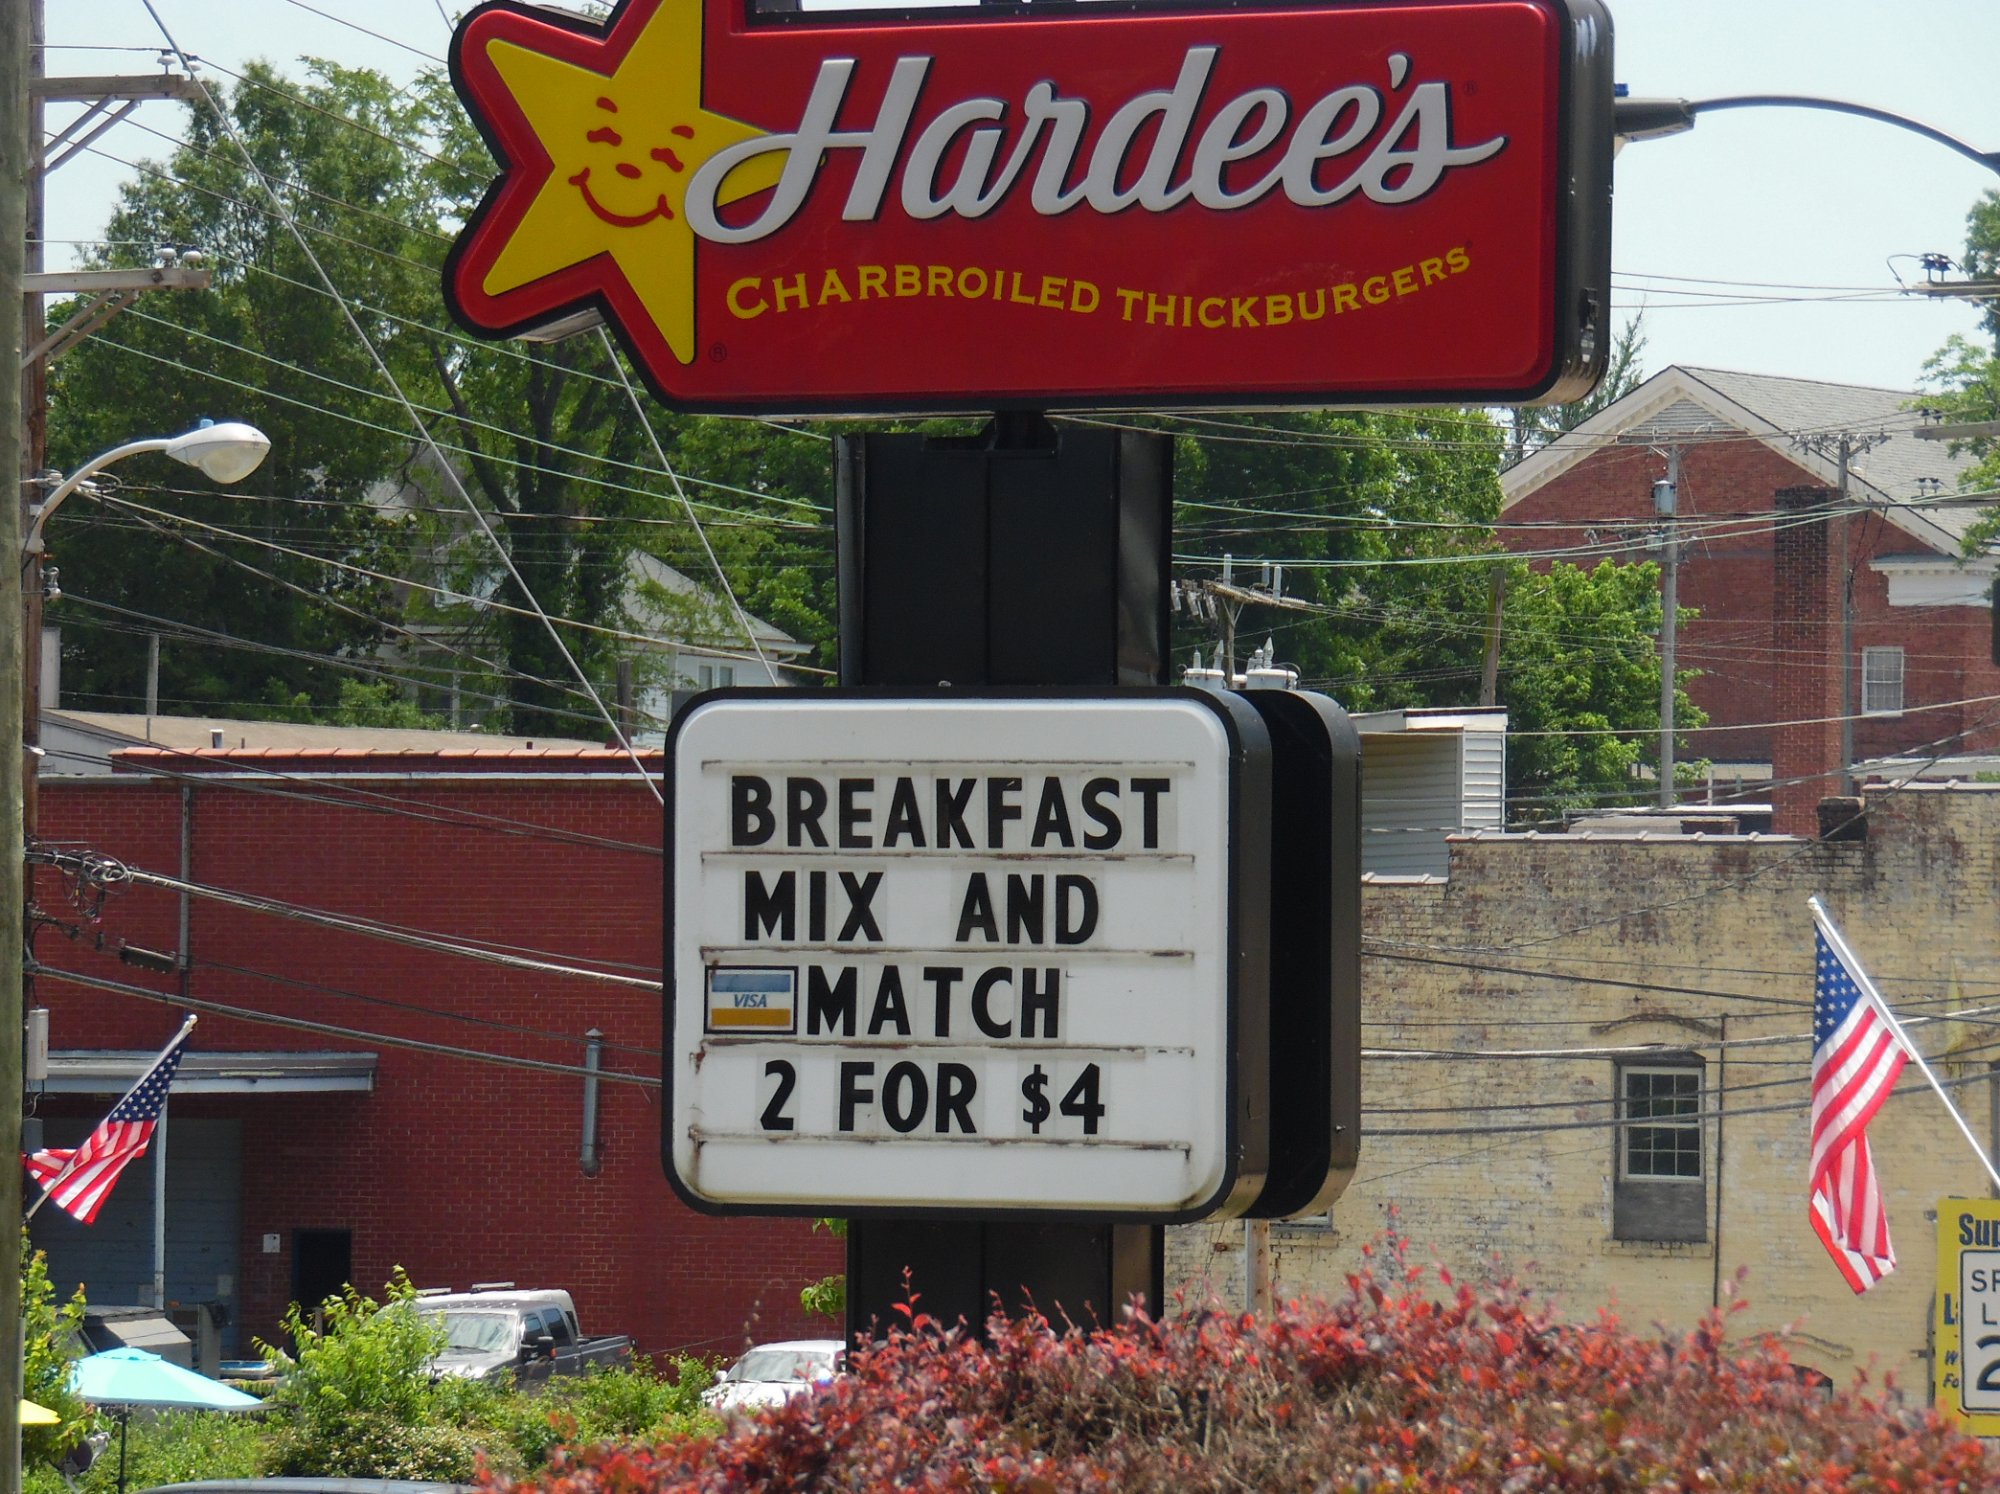 Hardee's
CHARBROILED THICKBURGERS
BREAKFAST
MIX AND
VISA MATCH
2 FOR $4